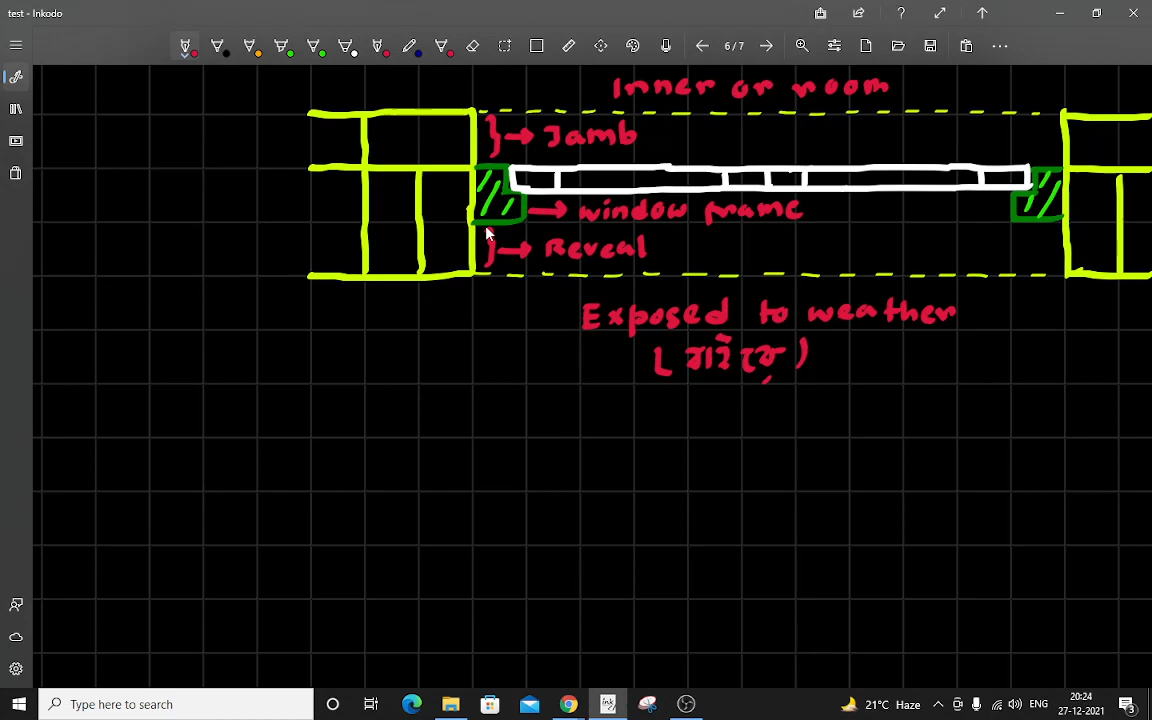 test - Inkodo
6/7
Inner or room
Jamb
window frame
Reveal
Exposed to weather
Type here to search
21°C Haze
ENG
20:24
27-12-2021
3